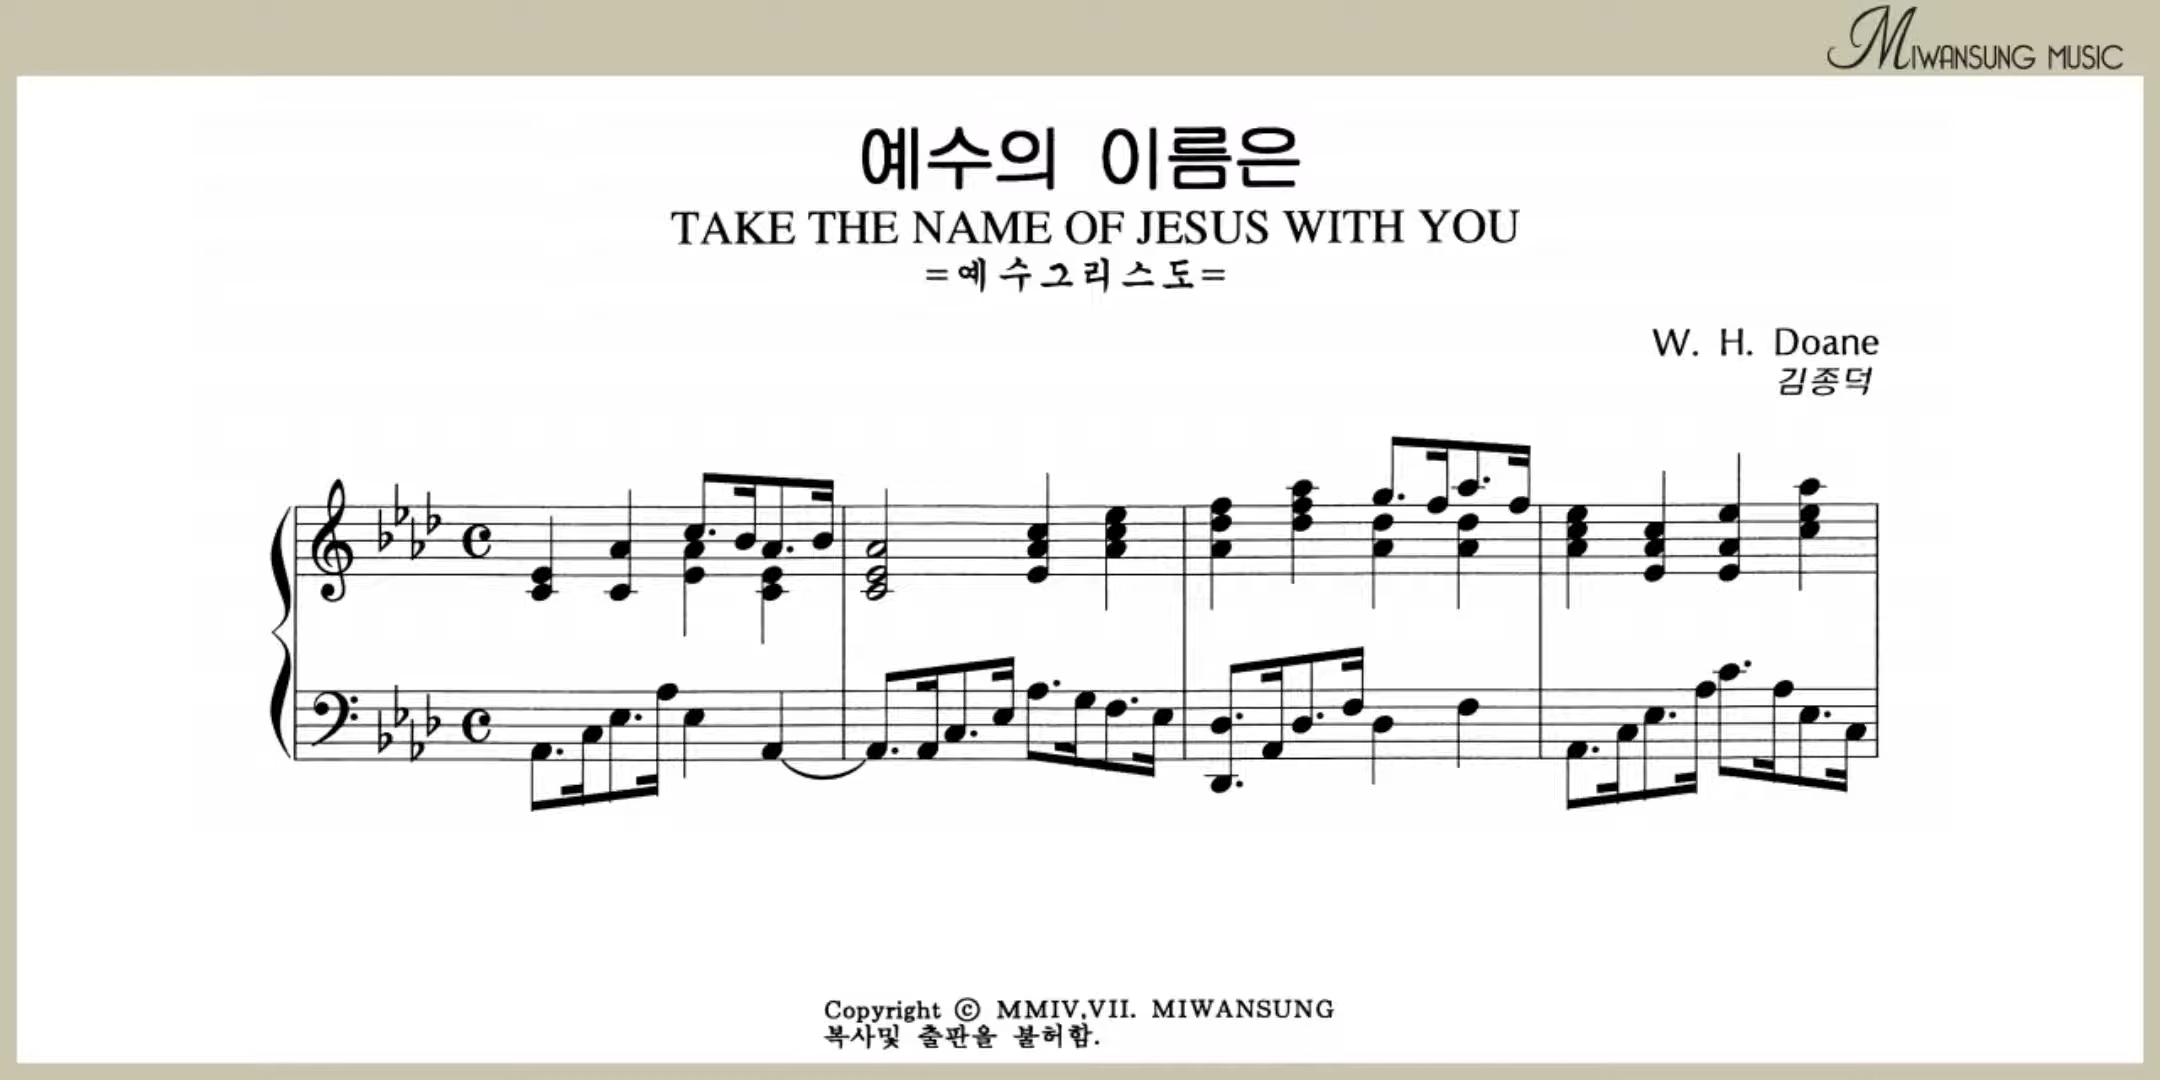 MIWANSUNG MUSIC
예수의 이름은
TAKE THE NAME OF JESUS WITH YOU
=예수그리스도=
W. H. Doane
김종덕
Copyright ⓒ MMIV,VII. MIWANSUNG
복사및 출판을 불허함.